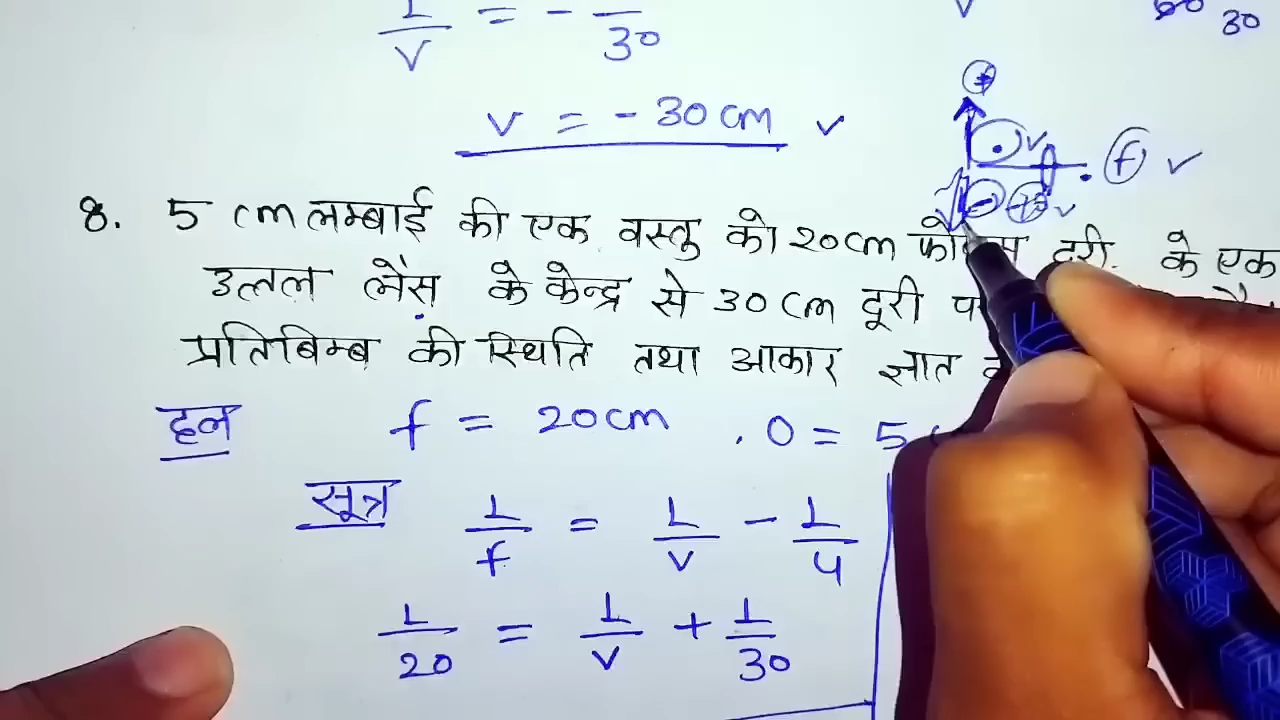 1/v = - /30
v
30
v = - 30 cm ✓
f ✓
8. 5 cm लम्बाई की एक वस्तु को 20cm दूरी. के एक
उत्तल लैंस के केन्द्र से 30 cm दूरी
प्रतिबिम्ब की स्थिति तथा आकार ज्ञात
हल f = 20cm . O = 5
सूत्र 1/f = 1/v - 1/u
1/20 = 1/v + 1/30